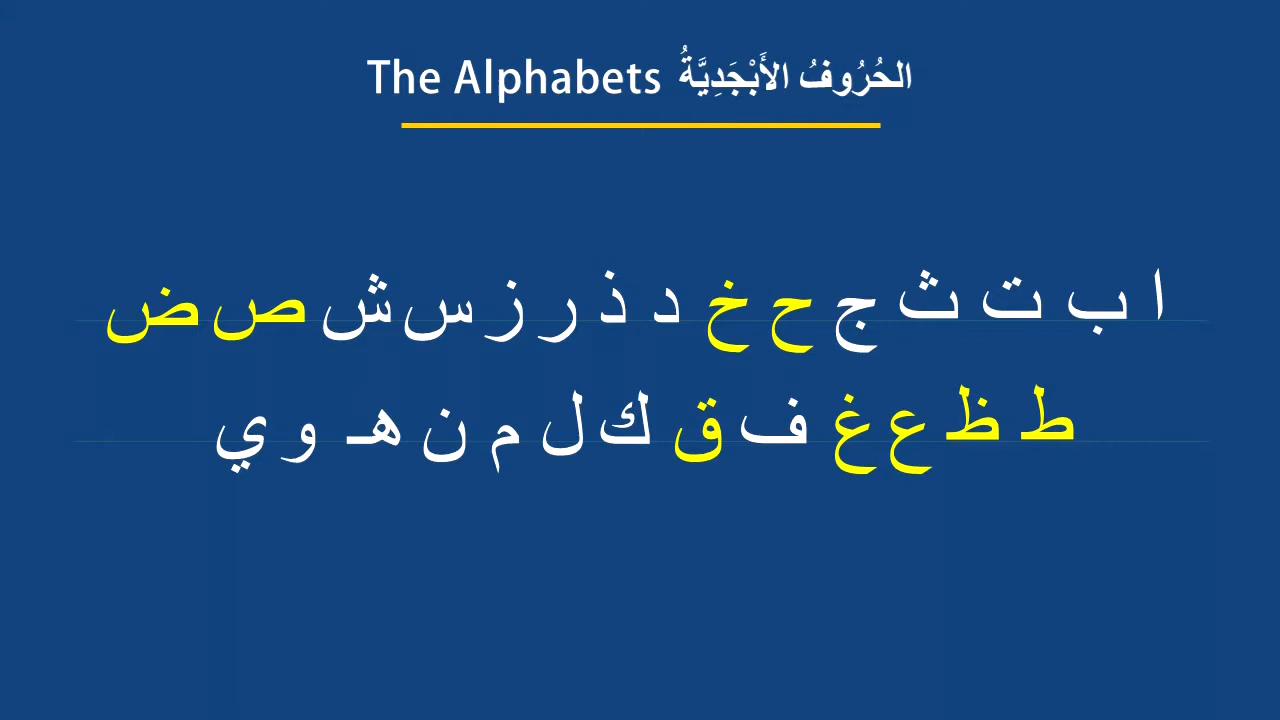 The Alphabets الحُرُوفُ الأَبْجَدِيَّةُ
ا ب ت ث ج ح خ د ذ ر ز س ش ص ض
ط ظ ع غ ف ق ك ل م ن هـ و ي